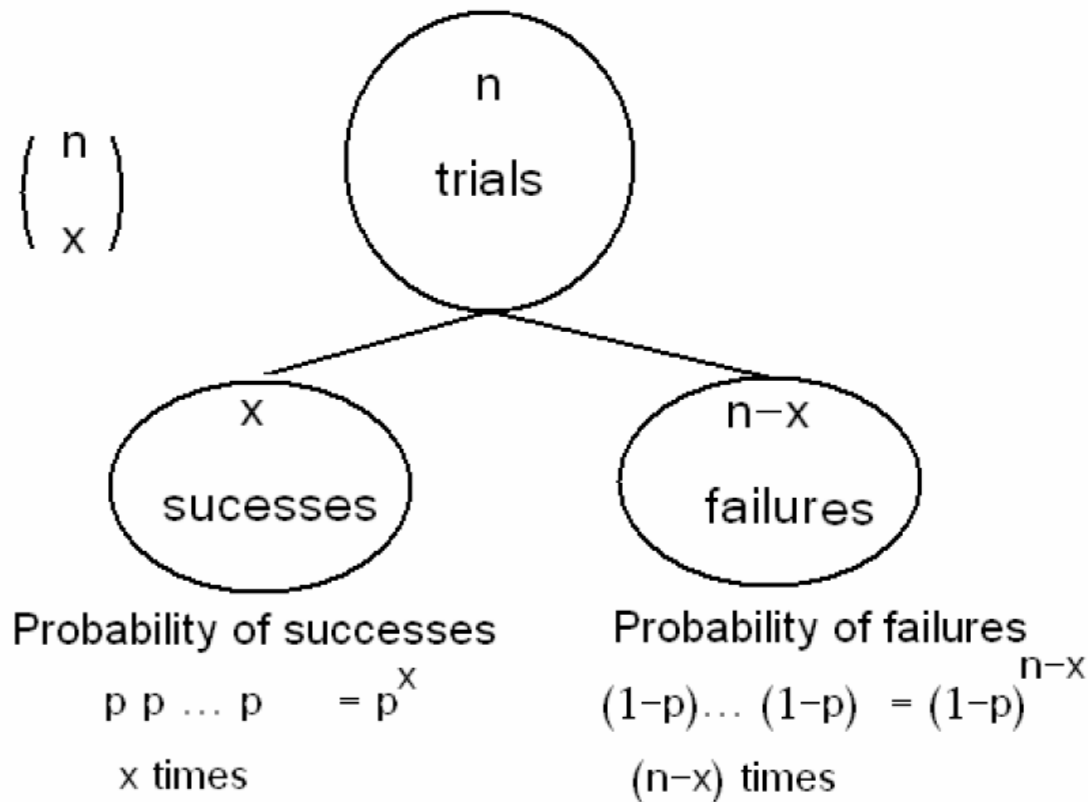 n
trials
( n
x )
x
sucesses
n−x
failures
Probability of successes
p p ... p = p^x
x times
Probability of failures
(1−p)... (1−p) = (1−p)^n−x
(n−x) times